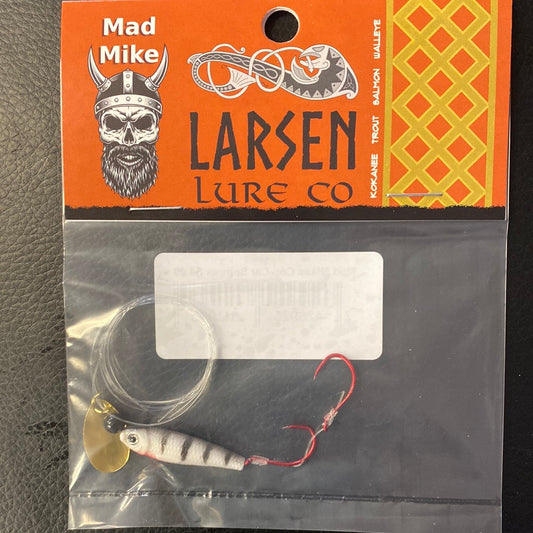 Mad
Mike
LARSEN
LURE CO
KOKANEE TROUT SALMON WALLEYE